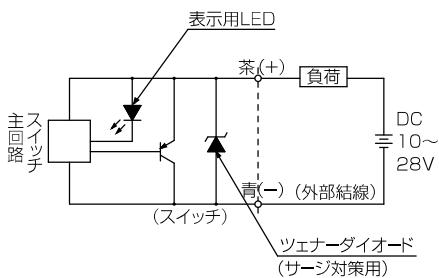 表示用LED
茶(+)
負荷
スイッチ
主回路
DC
10～
28V
青(−)
(外部結線)
(スイッチ)
ツェナーダイオード
(サージ対策用)